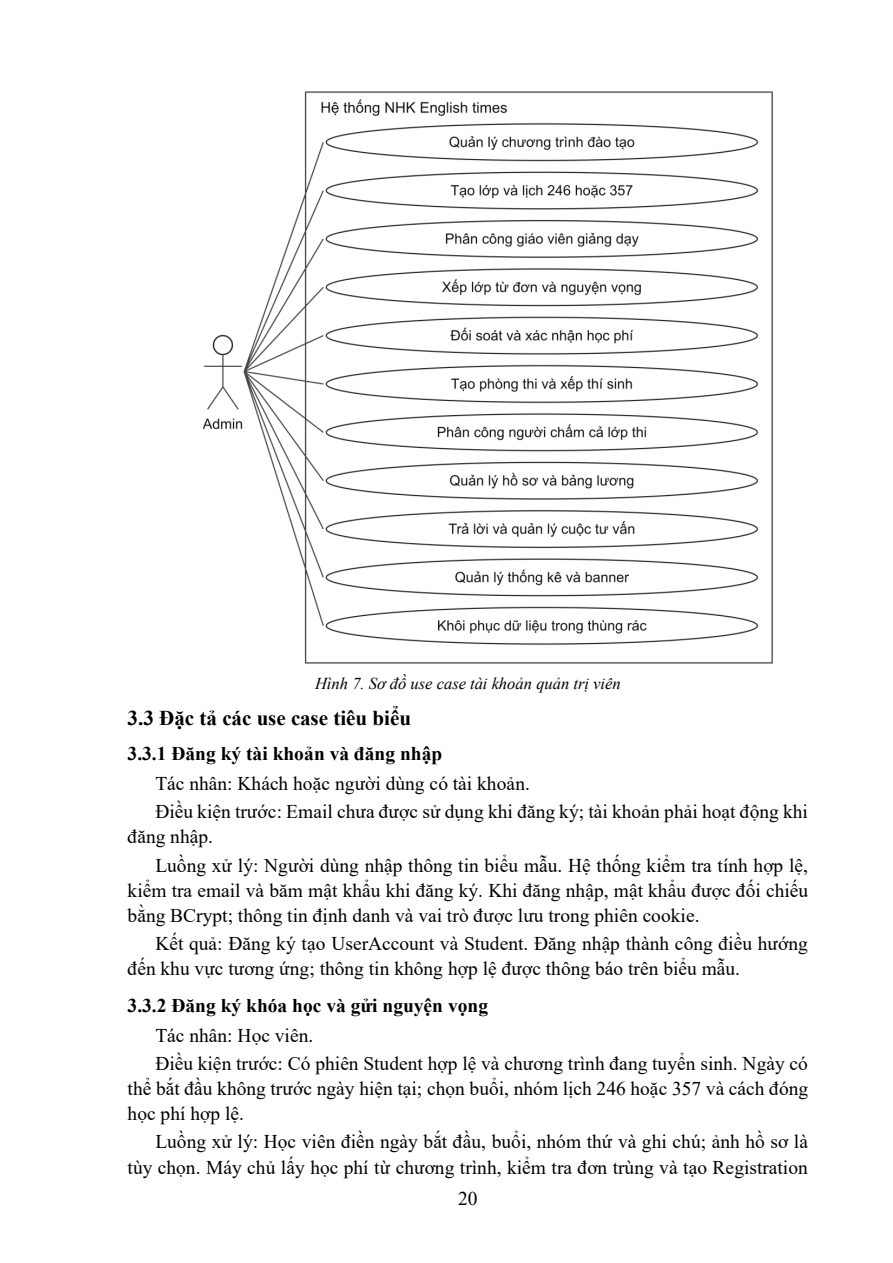 Hệ thống NHK English times
Quản lý chương trình đào tạo
Tạo lớp và lịch 246 hoặc 357
Phân công giáo viên giảng dạy
Xếp lớp từ đơn và nguyện vọng
Đối soát và xác nhận học phí
Tạo phòng thi và xếp thí sinh
Phân công người chấm cả lớp thi
Quản lý hồ sơ và bảng lương
Trả lời và quản lý cuộc tư vấn
Quản lý thống kê và banner
Khôi phục dữ liệu trong thùng rác
Admin
Hình 7. Sơ đồ use case tài khoản quản trị viên
3.3 Đặc tả các use case tiêu biểu
3.3.1 Đăng ký tài khoản và đăng nhập
Tác nhân: Khách hoặc người dùng có tài khoản.
Điều kiện trước: Email chưa được sử dụng khi đăng ký; tài khoản phải hoạt động khi
đăng nhập.
Luồng xử lý: Người dùng nhập thông tin biểu mẫu. Hệ thống kiểm tra tính hợp lệ,
kiểm tra email và băm mật khẩu khi đăng ký. Khi đăng nhập, mật khẩu được đối chiếu
bằng BCrypt; thông tin định danh và vai trò được lưu trong phiên cookie.
Kết quả: Đăng ký tạo UserAccount và Student. Đăng nhập thành công điều hướng
đến khu vực tương ứng; thông tin không hợp lệ được thông báo trên biểu mẫu.
3.3.2 Đăng ký khóa học và gửi nguyện vọng
Tác nhân: Học viên.
Điều kiện trước: Có phiên Student hợp lệ và chương trình đang tuyển sinh. Ngày có
thể bắt đầu không trước ngày hiện tại; chọn buổi, nhóm lịch 246 hoặc 357 và cách đóng
học phí hợp lệ.
Luồng xử lý: Học viên điền ngày bắt đầu, buổi, nhóm thứ và ghi chú; ảnh hồ sơ là
tùy chọn. Máy chủ lấy học phí từ chương trình, kiểm tra đơn trùng và tạo Registration
20